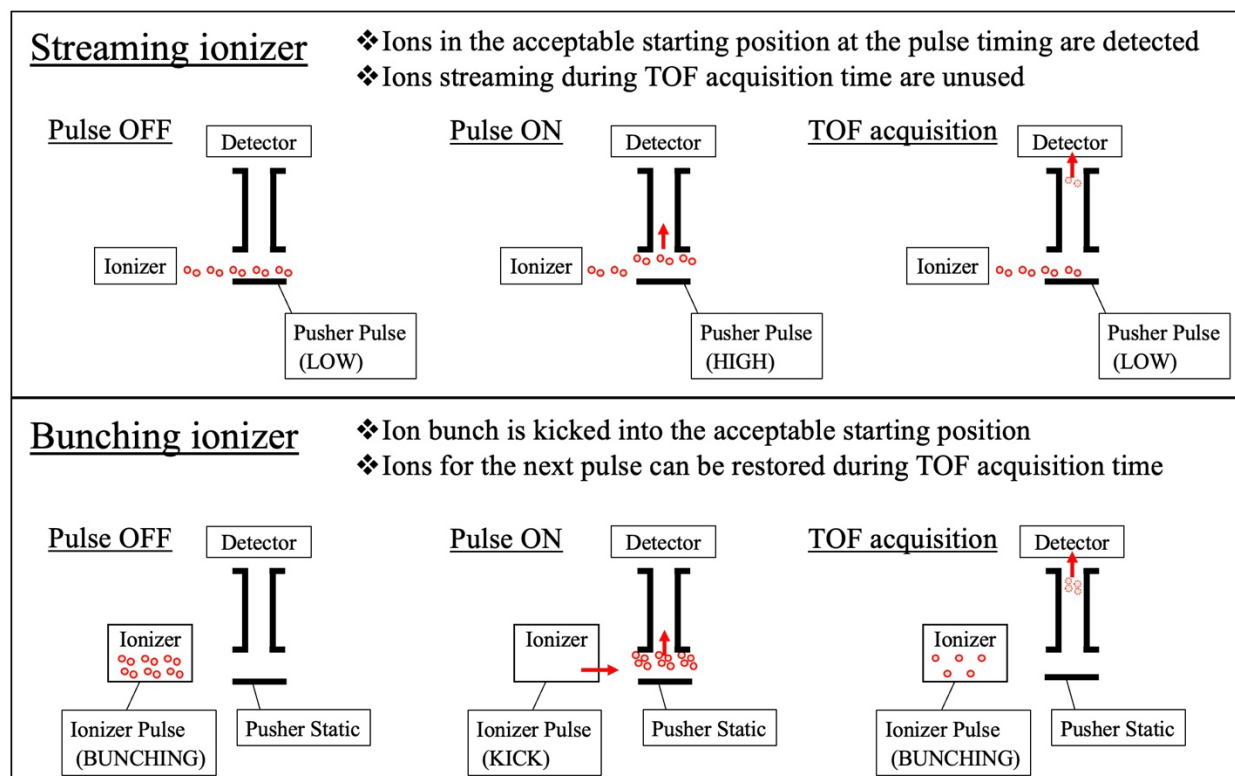 Streaming ionizer
❖Ions in the acceptable starting position at the pulse timing are detected
❖Ions streaming during TOF acquisition time are unused
Pulse OFF
Detector
Ionizer
Pusher Pulse
(LOW)
Pulse ON
Detector
Ionizer
Pusher Pulse
(HIGH)
TOF acquisition
Detector
Ionizer
Pusher Pulse
(LOW)
Bunching ionizer
❖Ion bunch is kicked into the acceptable starting position
❖Ions for the next pulse can be restored during TOF acquisition time
Pulse OFF
Detector
Ionizer
Ionizer Pulse
(BUNCHING)
Pusher Static
Pulse ON
Detector
Ionizer
Ionizer Pulse
(KICK)
Pusher Static
TOF acquisition
Detector
Ionizer
Ionizer Pulse
(BUNCHING)
Pusher Static